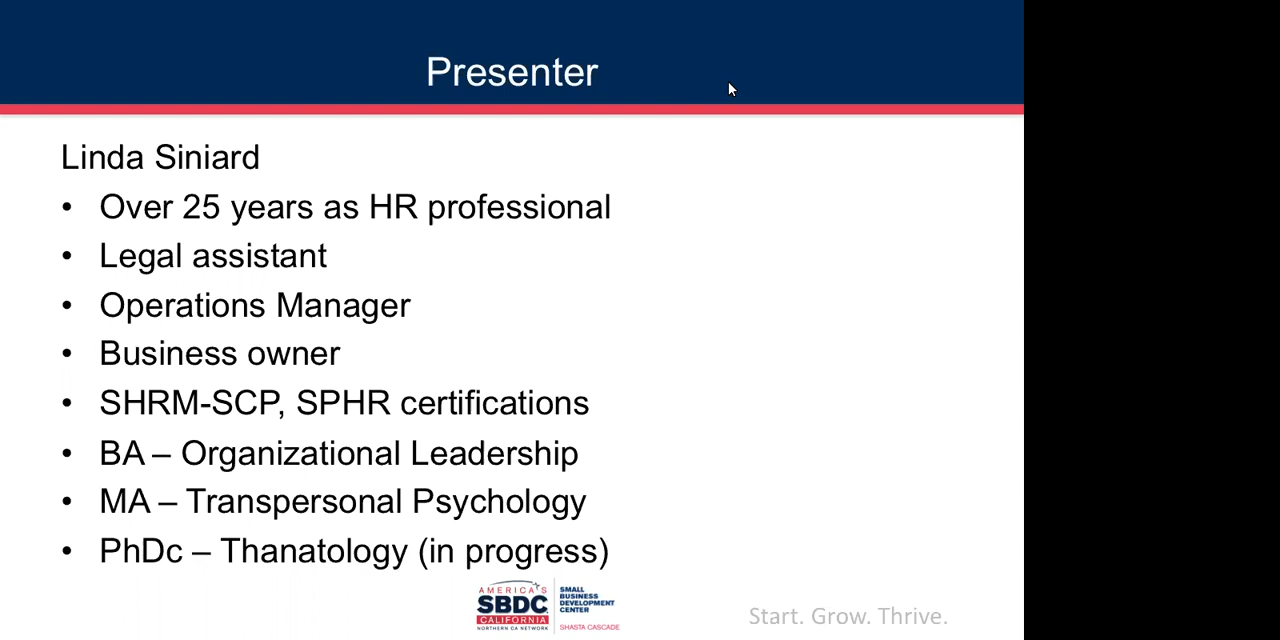 Presenter
Linda Siniard
• Over 25 years as HR professional
• Legal assistant
• Operations Manager
• Business owner
• SHRM-SCP, SPHR certifications
• BA – Organizational Leadership
• MA – Transpersonal Psychology
• PhDc – Thanatology (in progress)
AMERICA'S
SBDC
CALIFORNIA
NORTHERN CA NETWORK
SMALL
BUSINESS
DEVELOPMENT
CENTER
SHASTA CASCADE
Start. Grow. Thrive.